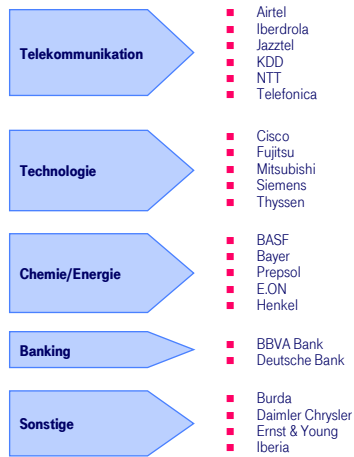 Telekommunikation
Airtel
Iberdrola
Jazztel
KDD
NTT
Telefonica
Technologie
Cisco
Fujitsu
Mitsubishi
Siemens
Thyssen
Chemie/Energie
BASF
Bayer
Prepsol
E.ON
Henkel
Banking
BBVA Bank
Deutsche Bank
Sonstige
Burda
Daimler Chrysler
Ernst & Young
Iberia